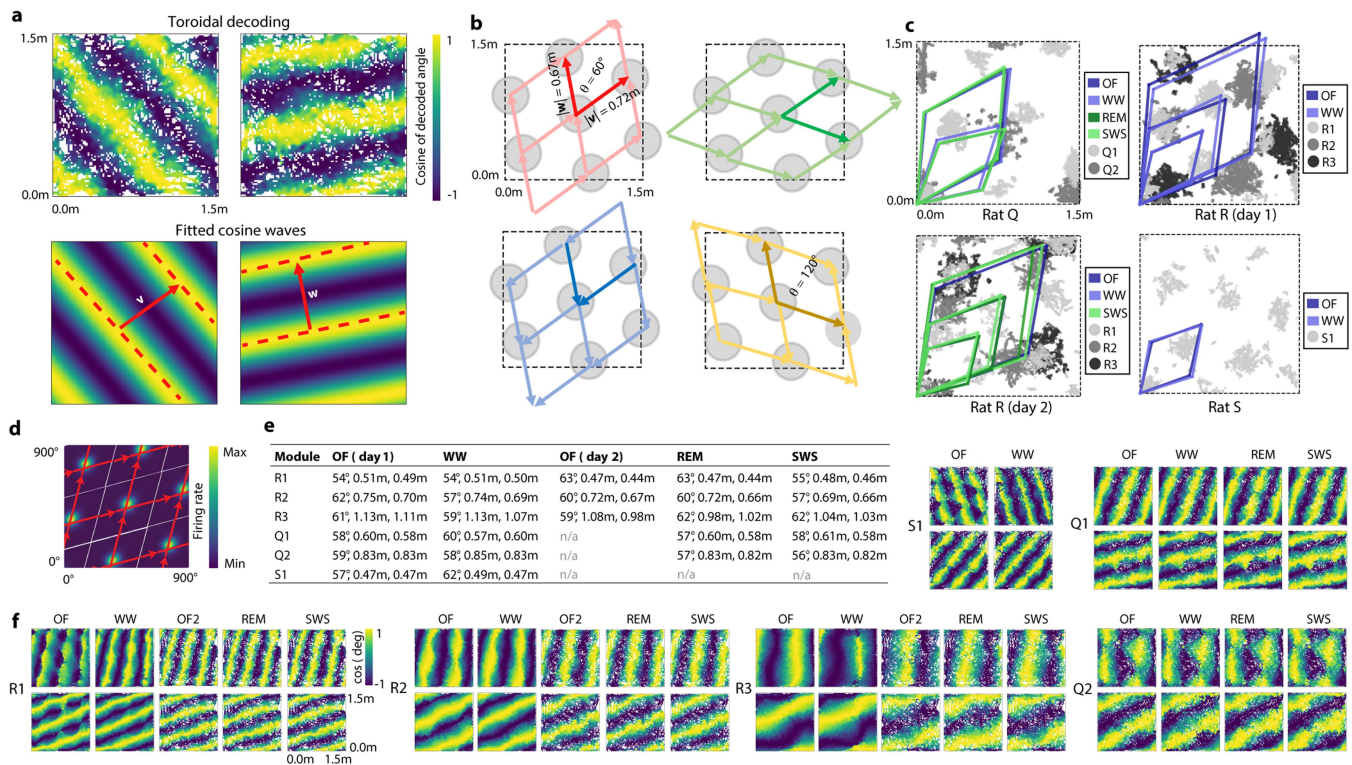 a
Toroidal decoding
1.5m
0.0m
0.0m
1.5m
1
-1
Cosine of decoded angle
Fitted cosine waves
v
w
b
1.5m
0.0m
0.0m
1.5m
|w| = 0.67m
θ = 60°
|v| = 0.72m
θ = 120°
c
1.5m
0.0m
0.0m
1.5m
Rat Q
OF
WW
REM
SWS
Q1
Q2
Rat R (day 1)
OF
WW
R1
R2
R3
Rat R (day 2)
OF
WW
SWS
R1
R2
R3
Rat S
OF
WW
S1
d
900°
0°
0°
900°
Max
Min
Firing rate
e
Module OF ( day1) WW OF ( day 2) REM SWS
R1 54°, 0.51m, 0.49m 54°, 0.51m, 0.50m 63°, 0.47m, 0.44m 63°, 0.47m, 0.44m 55°, 0.48m, 0.46m
R2 62°, 0.75m, 0.70m 57°, 0.74m, 0.69m 60°, 0.72m, 0.67m 60°, 0.72m, 0.66m 57°, 0.69m, 0.66m
R3 61°, 1.13m, 1.11m 59°, 1.13m, 1.07m 59°, 1.08m, 0.98m 62°, 0.98m, 1.02m 62°, 1.04m, 1.03m
Q1 58°, 0.60m, 0.58m 60°, 0.57m, 0.60m n/a 57°, 0.60m, 0.58m 58°, 0.61m, 0.58m
Q2 59°, 0.83m, 0.83m 58°, 0.85m, 0.83m n/a 57°, 0.83m, 0.82m 56°, 0.83m, 0.82m
S1 57°, 0.47m, 0.47m 62°, 0.49m, 0.47m n/a n/a n/a
OF WW
S1
OF WW REM SWS
Q1
f
OF WW OF2 REM SWS
R1
1
-1
cos ( deg)
1.5m
0.0m
0.0m 1.5m
OF WW OF2 REM SWS
R2
OF WW OF2 REM SWS
R3
OF WW REM SWS
Q2